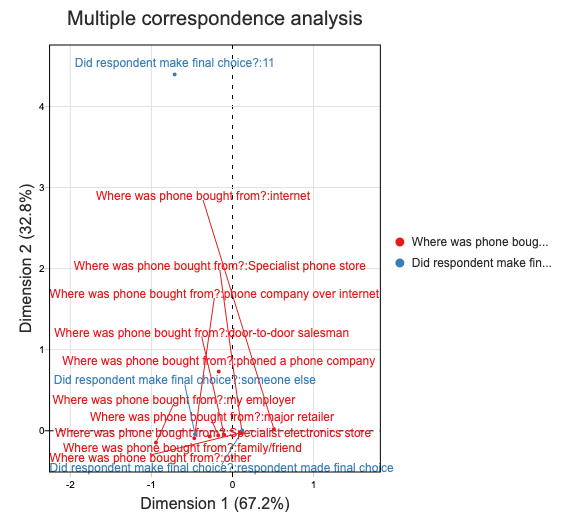 Multiple correspondence analysis
Did respondent make final choice?:11
4
Where was phone bought from?:internet
3
Where was phone boug...
Did respondent make fin...
Where was phone bought from?:Specialist phone store
2
Where was phone bought from?:phone company over internet
Dimension 2 (32.8%)
Where was phone bought from?:door-to-door salesman
1
Where was phone bought from?:phoned a phone company
Did respondent make final choice?:someone else
Where was phone bought from?:my employer
Where was phone bought from?:major retailer
0
Where was phone bought from?:Specialist electronics store
Where was phone bought from?:family/friend
Where was phone bought from?:other
Did respondent make final choice?:respondent made final choice
-2 -1 0 1
Dimension 1 (67.2%)